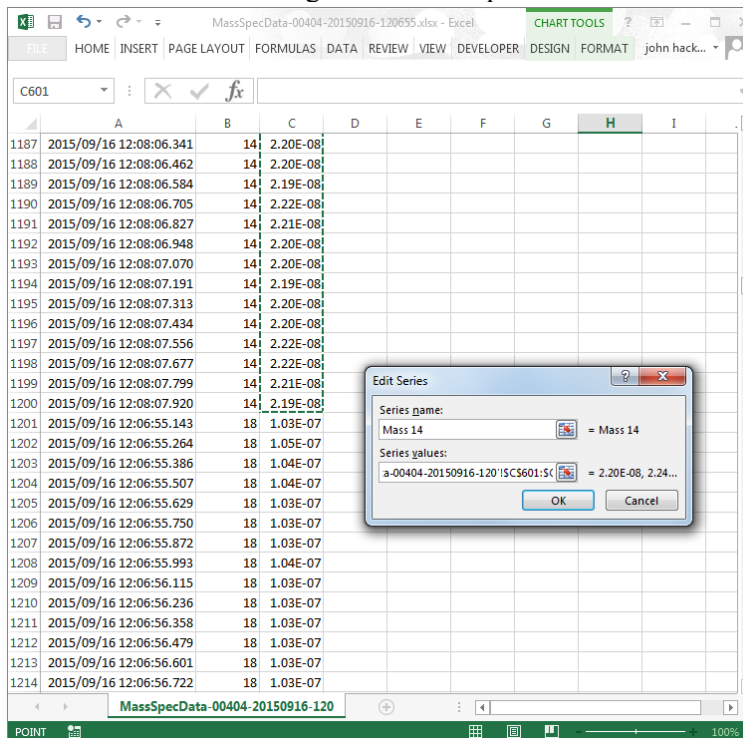 MassSpecData-00404-20150916-120655.xlsx - Excel CHART TOOLS ?
FILE HOME INSERT PAGE LAYOUT FORMULAS DATA REVIEW VIEW DEVELOPER DESIGN FORMAT john hack...
C601 fx
A B C D E F G H I
1187 2015/09/16 12:08:06.341 14 2.20E-08
1188 2015/09/16 12:08:06.462 14 2.20E-08
1189 2015/09/16 12:08:06.584 14 2.19E-08
1190 2015/09/16 12:08:06.705 14 2.22E-08
1191 2015/09/16 12:08:06.827 14 2.21E-08
1192 2015/09/16 12:08:06.948 14 2.20E-08
1193 2015/09/16 12:08:07.070 14 2.20E-08
1194 2015/09/16 12:08:07.191 14 2.19E-08
1195 2015/09/16 12:08:07.313 14 2.20E-08
1196 2015/09/16 12:08:07.434 14 2.20E-08
1197 2015/09/16 12:08:07.556 14 2.22E-08
1198 2015/09/16 12:08:07.677 14 2.22E-08
1199 2015/09/16 12:08:07.799 14 2.21E-08
1200 2015/09/16 12:08:07.920 14 2.19E-08
1201 2015/09/16 12:06:55.143 18 1.03E-07
1202 2015/09/16 12:06:55.264 18 1.05E-07
1203 2015/09/16 12:06:55.386 18 1.04E-07
1204 2015/09/16 12:06:55.507 18 1.04E-07
1205 2015/09/16 12:06:55.629 18 1.03E-07
1206 2015/09/16 12:06:55.750 18 1.03E-07
1207 2015/09/16 12:06:55.872 18 1.03E-07
1208 2015/09/16 12:06:55.993 18 1.04E-07
1209 2015/09/16 12:06:56.115 18 1.03E-07
1210 2015/09/16 12:06:56.236 18 1.03E-07
1211 2015/09/16 12:06:56.358 18 1.03E-07
1212 2015/09/16 12:06:56.479 18 1.03E-07
1213 2015/09/16 12:06:56.601 18 1.03E-07
1214 2015/09/16 12:06:56.722 18 1.03E-07
Edit Series ?
Series name:
Mass 14 = Mass 14
Series values:
a-00404-20150916-120'!$C$601:$C = 2.20E-08, 2.24...
OK Cancel
MassSpecData-00404-20150916-120
POINT 100%